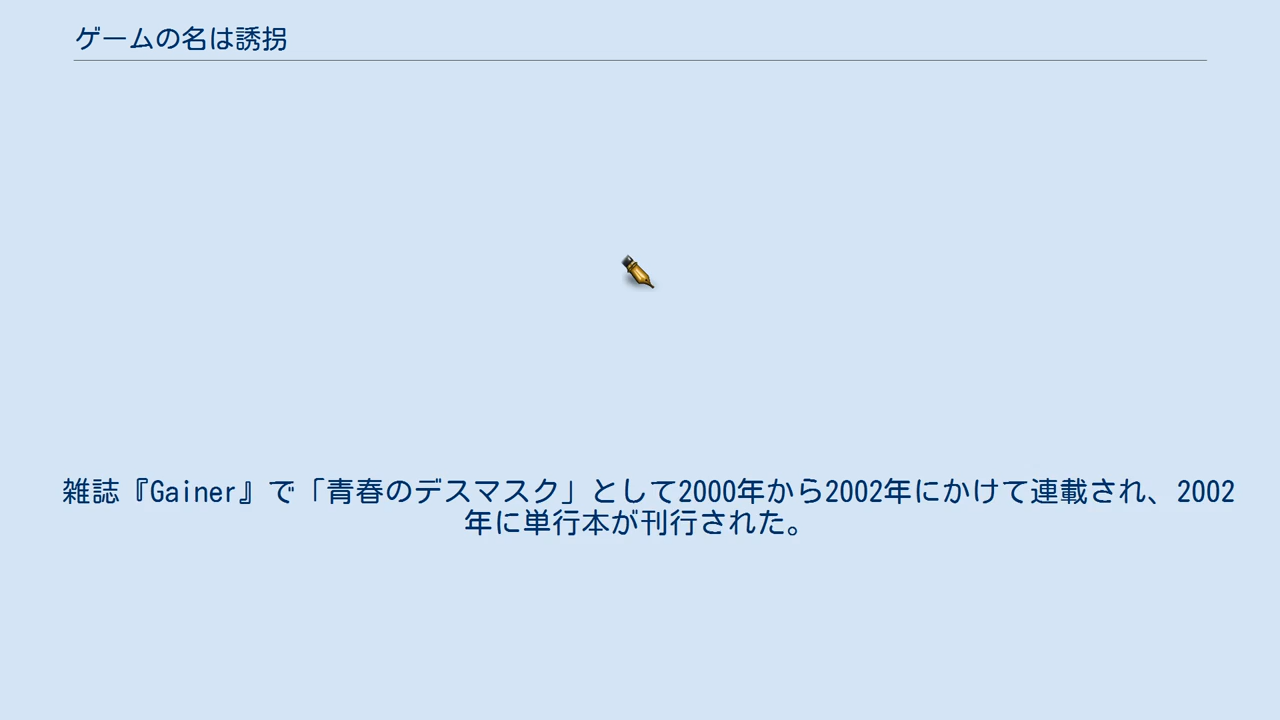 ゲームの名は誘拐
雑誌『Gainer』で「青春のデスマスク」として2000年から2002年にかけて連載され、2002
年に単行本が刊行された。